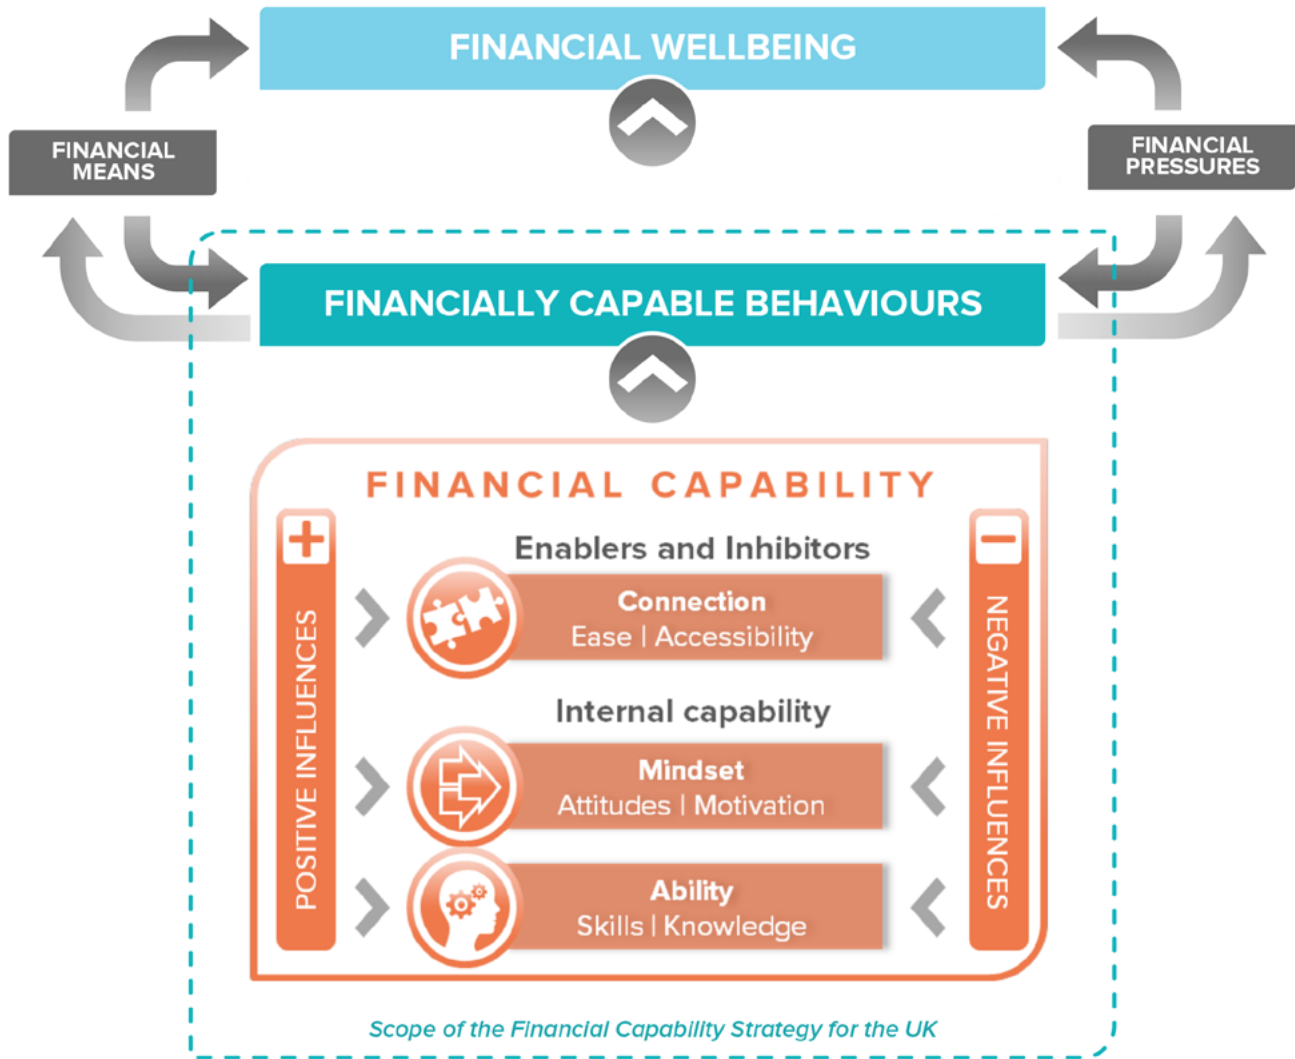 FINANCIAL WELLBEING
FINANCIAL
MEANS
FINANCIAL
PRESSURES
FINANCIALLY CAPABLE BEHAVIOURS
FINANCIAL CAPABILITY
+
POSITIVE INFLUENCES
Enablers and Inhibitors
Connection
Ease | Accessibility
Internal capability
Mindset
Attitudes | Motivation
Ability
Skills | Knowledge
−
NEGATIVE INFLUENCES
Scope of the Financial Capability Strategy for the UK